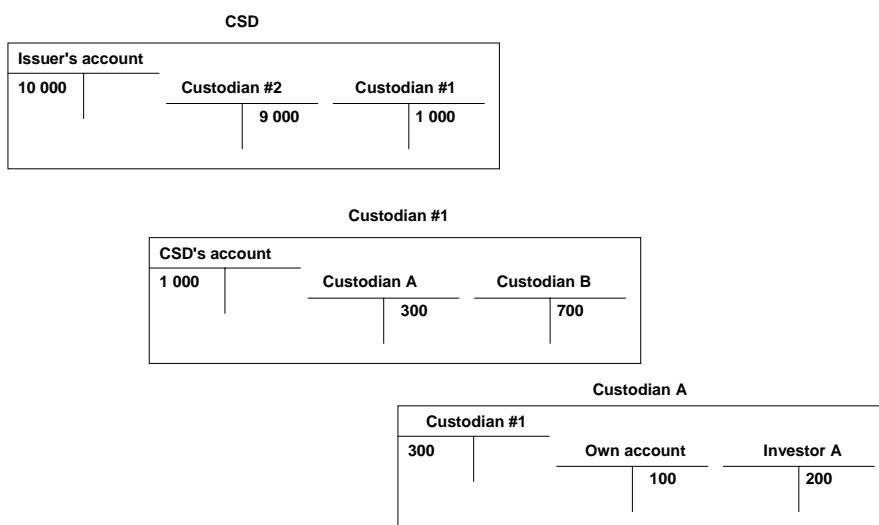 CSD
Issuer's account
10 000
Custodian #2 Custodian #1
9 000 1 000
Custodian #1
CSD's account
1 000
Custodian A Custodian B
300 700
Custodian A
Custodian #1
300
Own account Investor A
100 200